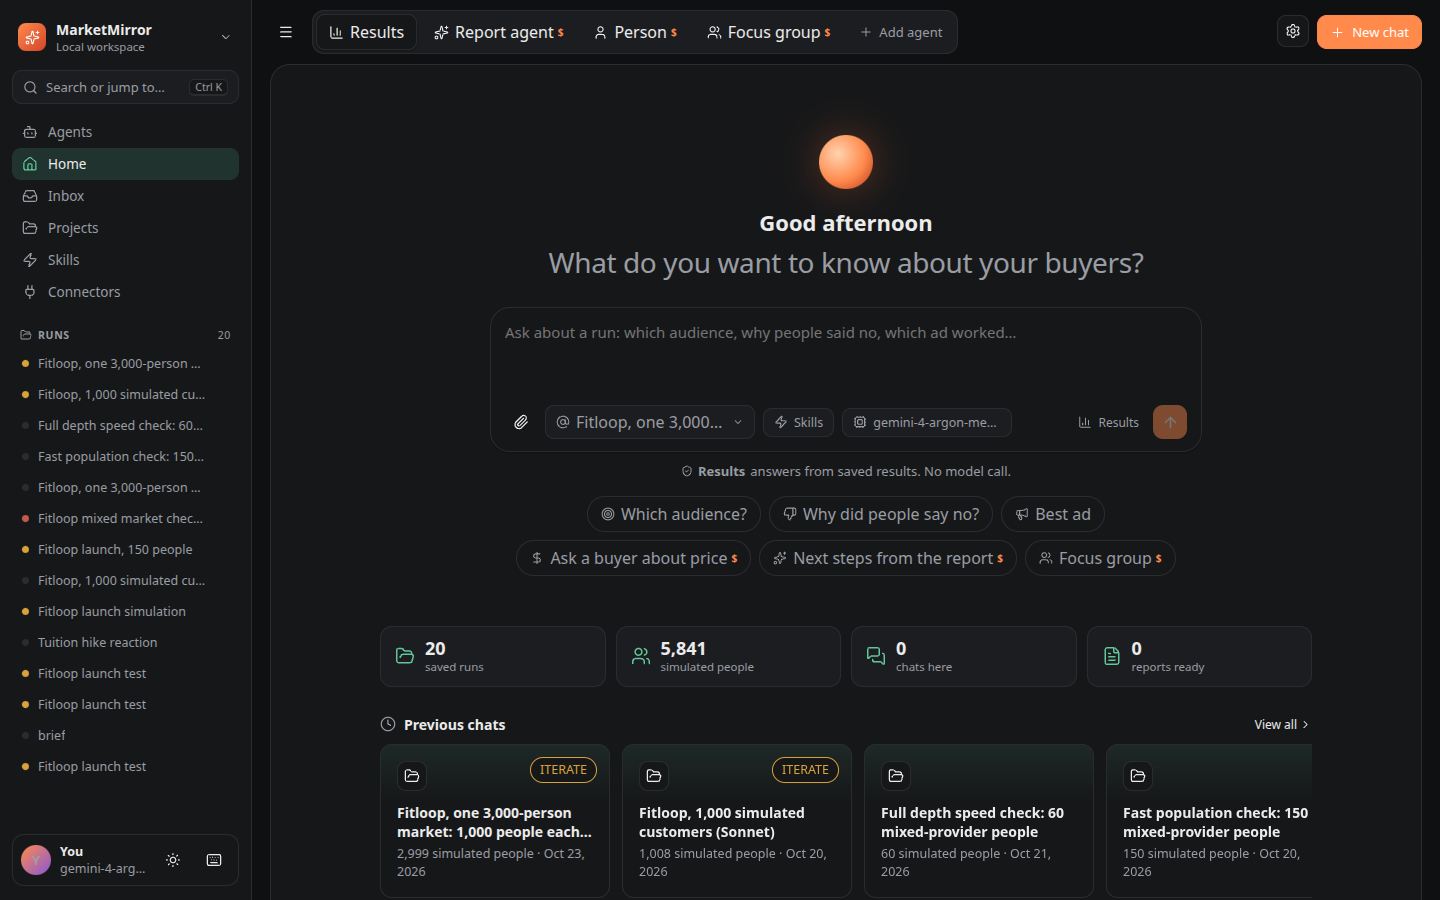 MarketMirror
Local workspace
Search or jump to...
Ctrl K
Agents
Home
Inbox
Projects
Skills
Connectors
RUNS
20
Fitloop, one 3,000-person ...
Fitloop, 1,000 simulated cu...
Full depth speed check: 60...
Fast population check: 150...
Fitloop, one 3,000-person ...
Fitloop mixed market chec...
Fitloop launch, 150 people
Fitloop, 1,000 simulated cu...
Fitloop launch simulation
Tuition hike reaction
Fitloop launch test
Fitloop launch test
brief
Fitloop launch test
Y
You
gemini-4-arg...
Results
Report agent $
Person $
Focus group $
Add agent
New chat
Good afternoon
What do you want to know about your buyers?
Ask about a run: which audience, why people said no, which ad worked...
Fitloop, one 3,000...
Skills
gemini-4-argon-me...
Results
Results answers from saved results. No model call.
Which audience?
Why did people say no?
Best ad
Ask a buyer about price $
Next steps from the report $
Focus group $
20
saved runs
5,841
simulated people
0
chats here
0
reports ready
Previous chats
View all
ITERATE
Fitloop, one 3,000-person
market: 1,000 people each...
2,999 simulated people · Oct 23,
2026
ITERATE
Fitloop, 1,000 simulated
customers (Sonnet)
1,008 simulated people · Oct 20,
2026
Full depth speed check: 60
mixed-provider people
60 simulated people · Oct 21,
2026
Fast population check: 150
mixed-provider people
150 simulated people · Oct 20,
2026